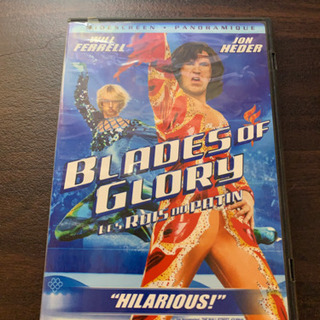 WIDESCREEN • PANORAMIQUE
WILL FERRELL
JON HEDER
BLADES OF
GLORY
LES ROIS DU PATIN
"HILARIOUS!"